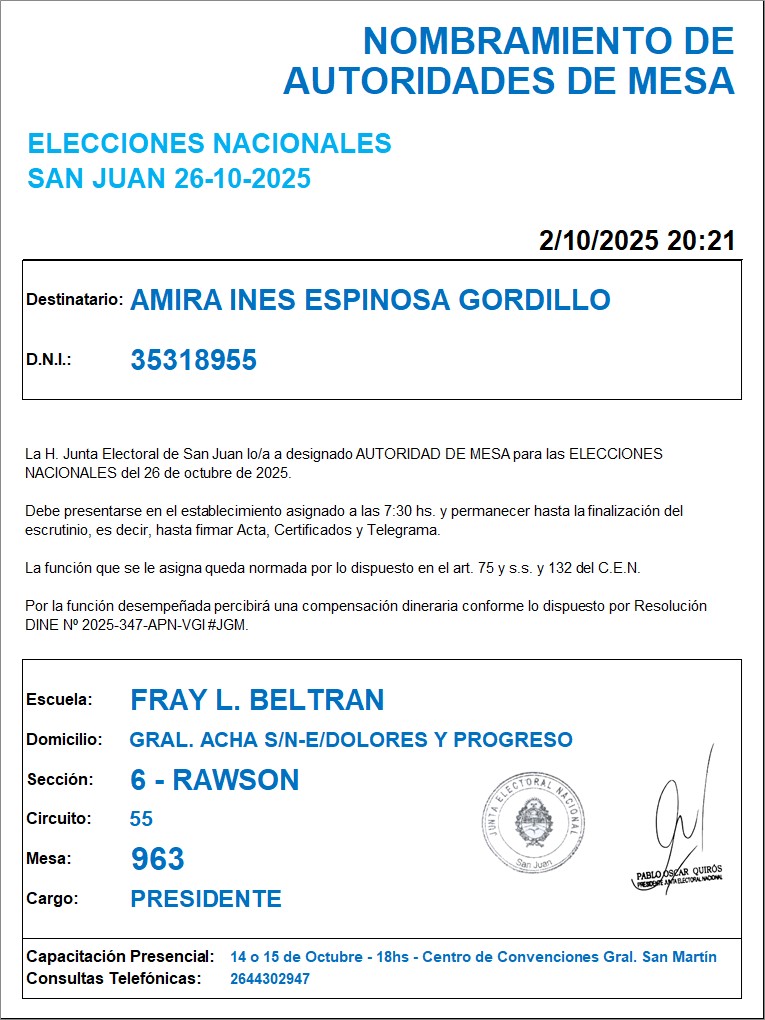 NOMBRAMIENTO DE
AUTORIDADES DE MESA
ELECCIONES NACIONALES
SAN JUAN 26-10-2025
2/10/2025 20:21
Destinatario: AMIRA INES ESPINOSA GORDILLO
D.N.I.: 35318955
La H. Junta Electoral de San Juan lo/a a designado AUTORIDAD DE MESA para las ELECCIONES
NACIONALES del 26 de octubre de 2025.
Debe presentarse en el establecimiento asignado a las 7:30 hs. y permanecer hasta la finalización del
escrutinio, es decir, hasta firmar Acta, Certificados y Telegrama.
La función que se le asigna queda normada por lo dispuesto en el art. 75 y s.s. y 132 del C.E.N.
Por la función desempeñada percibirá una compensación dineraria conforme lo dispuesto por Resolución
DINE Nº 2025-347-APN-VGI#JGM.
Escuela: FRAY L. BELTRAN
Domicilio: GRAL. ACHA S/N-E/DOLORES Y PROGRESO
Sección: 6 - RAWSON
Circuito: 55
Mesa: 963
Cargo: PRESIDENTE
JUNTA ELECTORAL NACIONAL
San Juan
PABLO OSCAR QUIRÓS
PRESIDENTE JUNTA ELECTORAL NACIONAL
Capacitación Presencial: 14 o 15 de Octubre - 18hs - Centro de Convenciones Gral. San Martín
Consultas Telefónicas: 2644302947